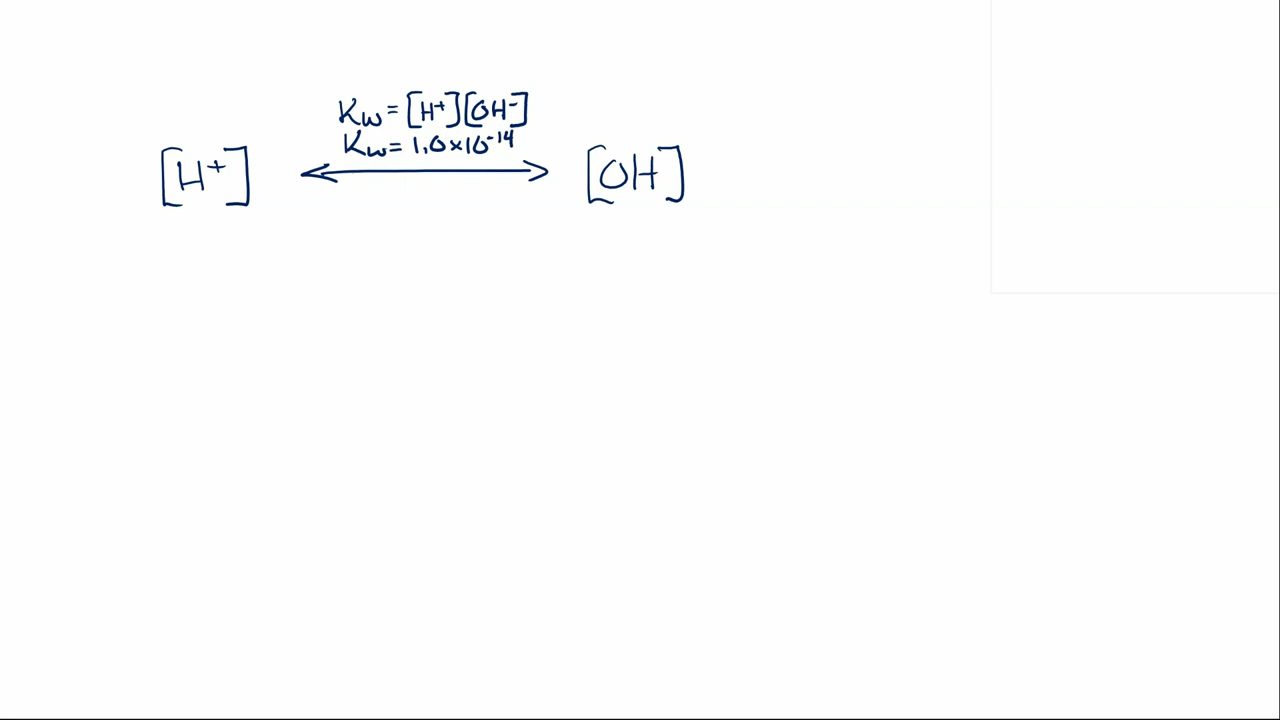 Kw = [H⁺][OH⁻]
Kw = 1.0×10⁻¹⁴
[H⁺] ⟷ [OH]